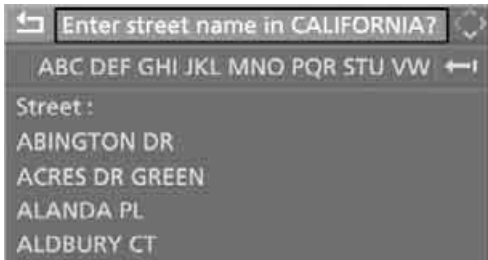 Enter street name in CALIFORNIA?
ABC DEF GHI JKL MNO PQR STU VW
Street :
ABINGTON DR
ACRES DR GREEN
ALANDA PL
ALDBURY CT